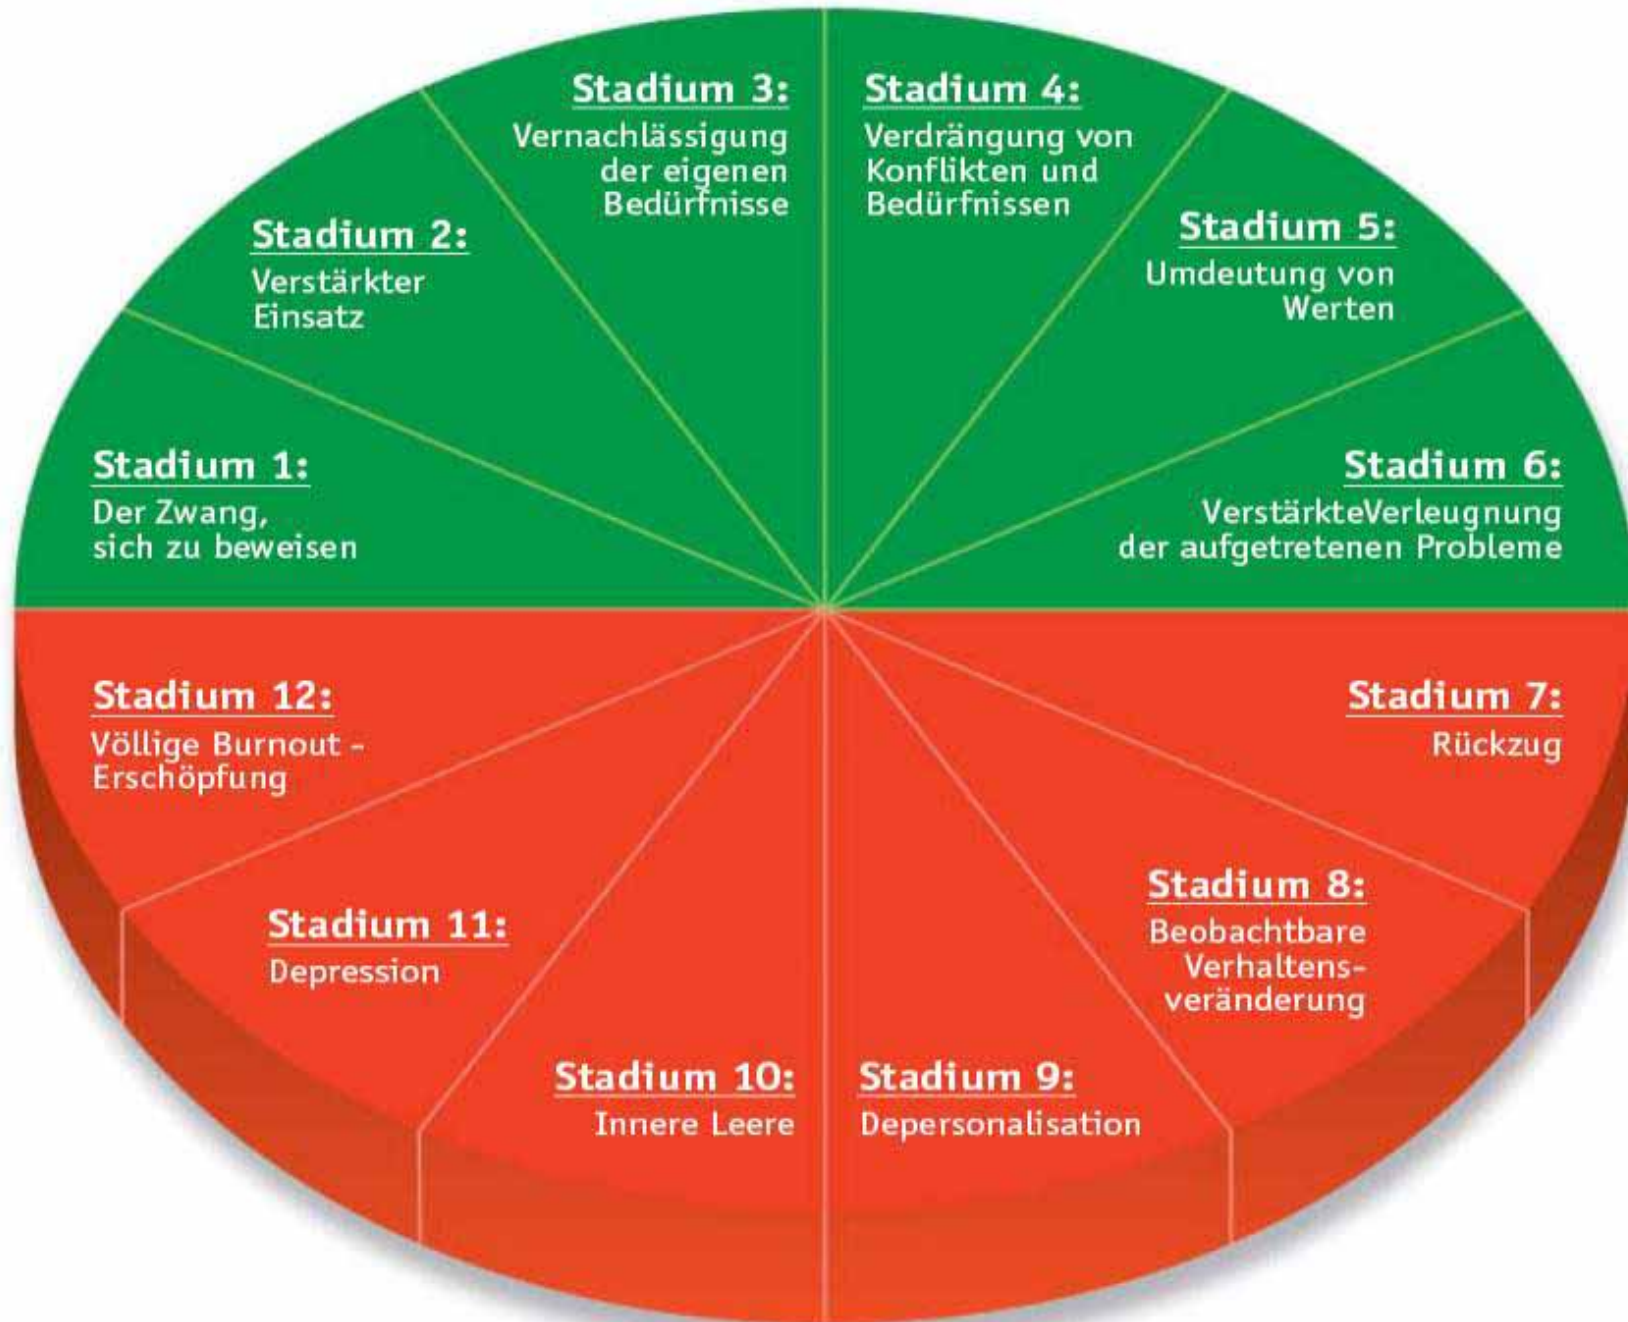 Stadium 1:
Der Zwang,
sich zu beweisen
Stadium 2:
Verstärkter
Einsatz
Stadium 3:
Vernachlässigung
der eigenen
Bedürfnisse
Stadium 4:
Verdrängung von
Konflikten und
Bedürfnissen
Stadium 5:
Umdeutung von
Werten
Stadium 6:
VerstärkteVerleugnung
der aufgetretenen Probleme
Stadium 7:
Rückzug
Stadium 8:
Beobachtbare
Verhaltens-
veränderung
Stadium 9:
Depersonalisation
Stadium 10:
Innere Leere
Stadium 11:
Depression
Stadium 12:
Völlige Burnout -
Erschöpfung